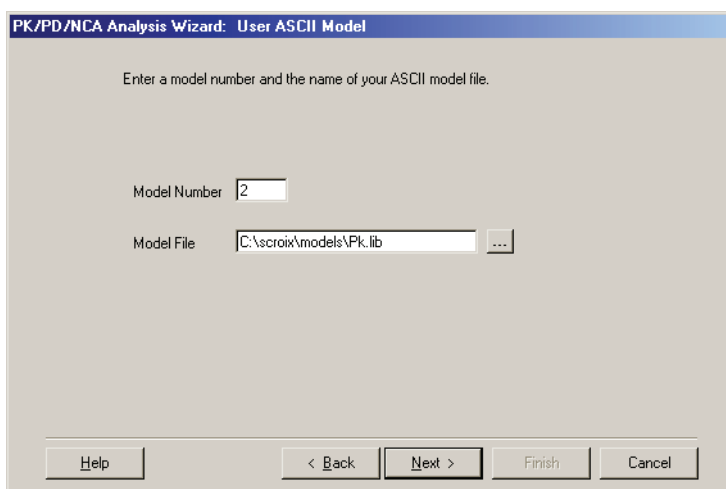 PK/PD/NCA Analysis Wizard: User ASCII Model
Enter a model number and the name of your ASCII model file.
Model Number 2
Model File C:\scroix\models\Pk.lib ...
Help < Back Next > Finish Cancel